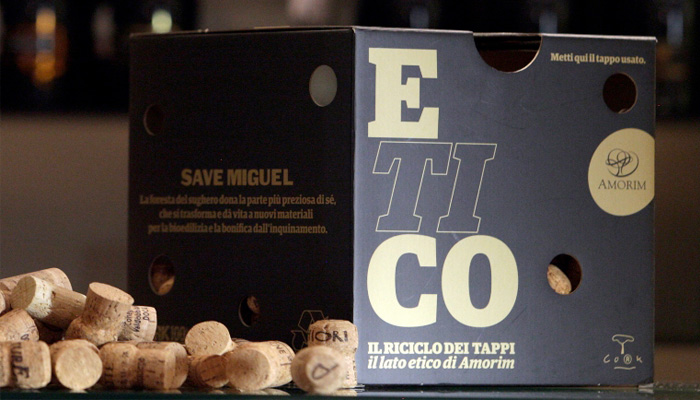 SAVE MIGUEL
La foresta del sughero dona la parte più preziosa di sé,
che si trasforma e dà vita a nuovi materiali
per la bioedilizia e la bonifica dall'inquinamento.
Metti qui il tappo usato.
E
TI
CO
AMORIM
IL RICICLO DEI TAPPI
il lato etico di Amorim
CORK